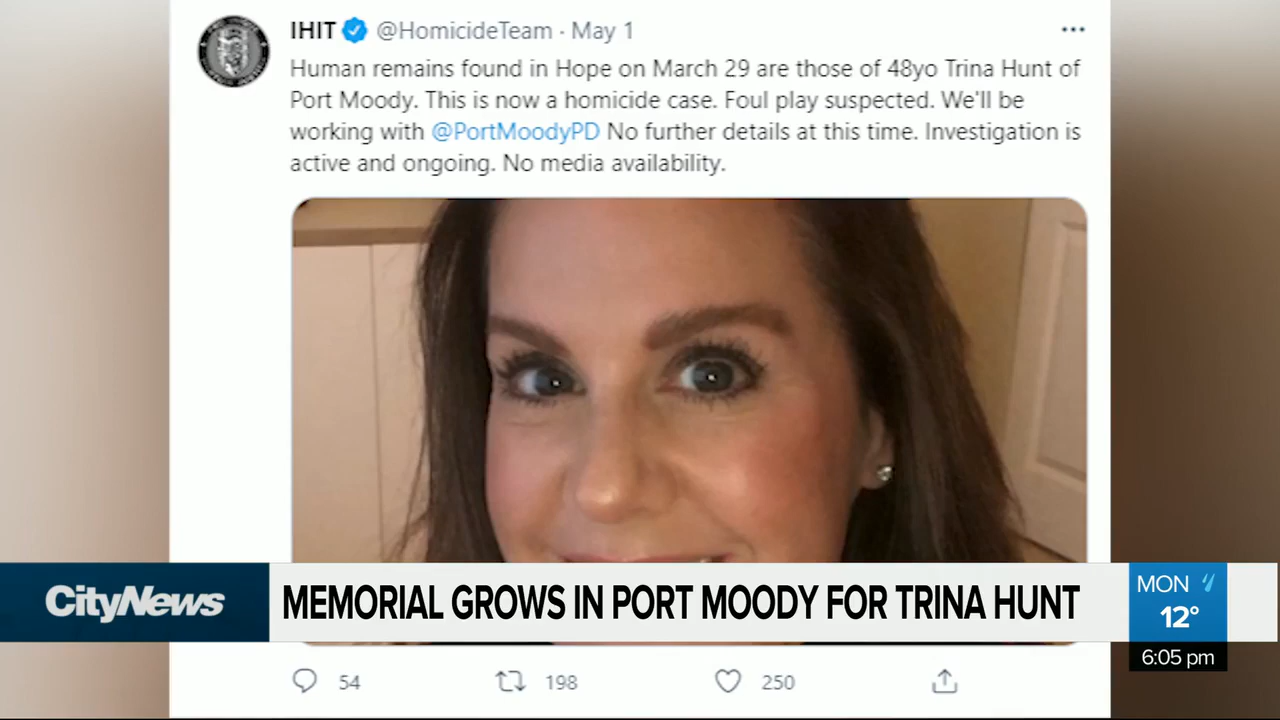 IHIT @HomicideTeam · May 1
Human remains found in Hope on March 29 are those of 48yo Trina Hunt of
Port Moody. This is now a homicide case. Foul play suspected. We'll be
working with @PortMoodyPD No further details at this time. Investigation is
active and ongoing. No media availability.
CityNews
MEMORIAL GROWS IN PORT MOODY FOR TRINA HUNT
MON
12°
6:05 pm
54
198
250